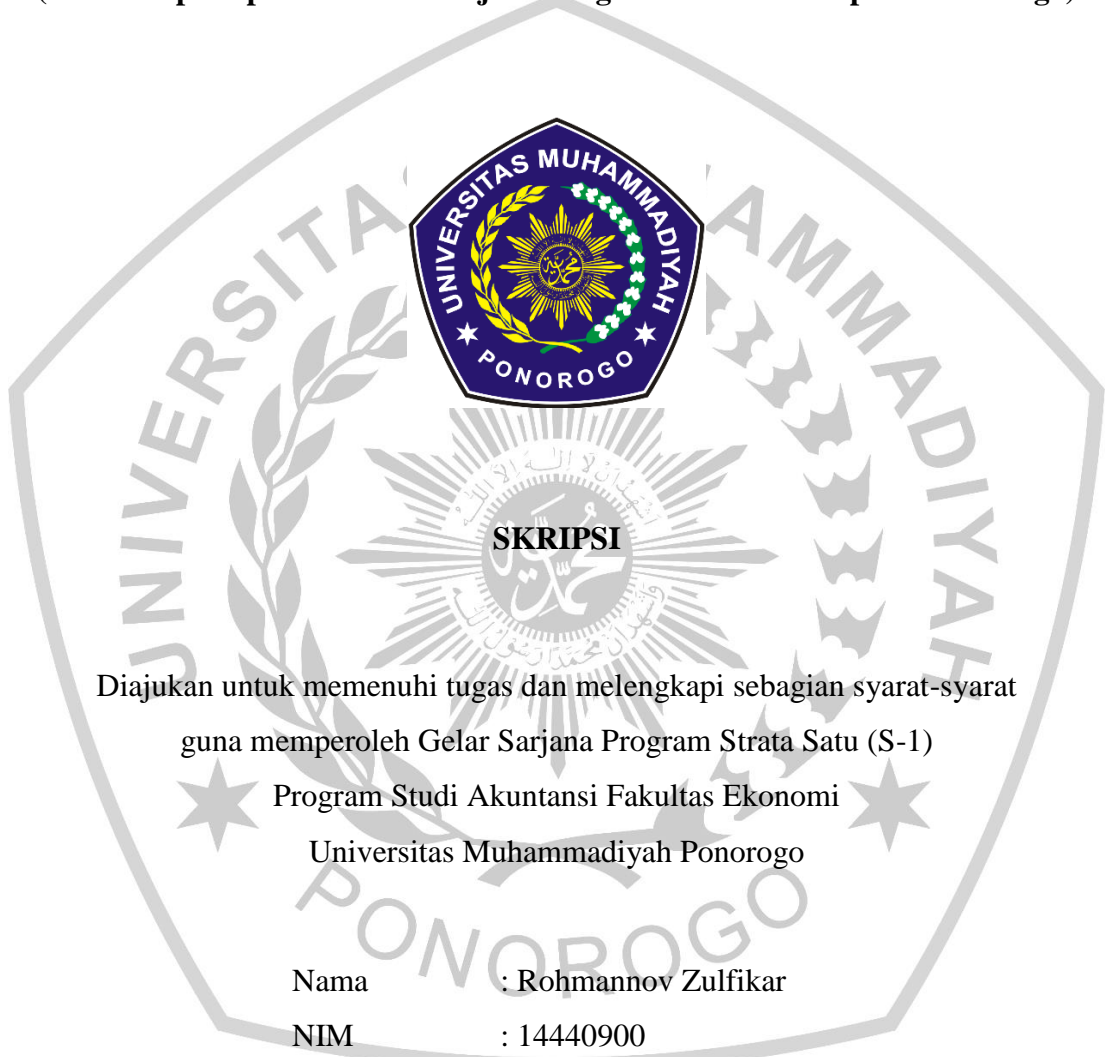 UNIVERSITAS MUHAMMADIYAH
PONOROGO
SKRIPSI
Diajukan untuk memenuhi tugas dan melengkapi sebagian syarat-syarat
guna memperoleh Gelar Sarjana Program Strata Satu (S-1)
Program Studi Akuntansi Fakultas Ekonomi
Universitas Muhammadiyah Ponorogo
PONOROGO
Nama : Rohmannov Zulfikar
NIM : 14440900